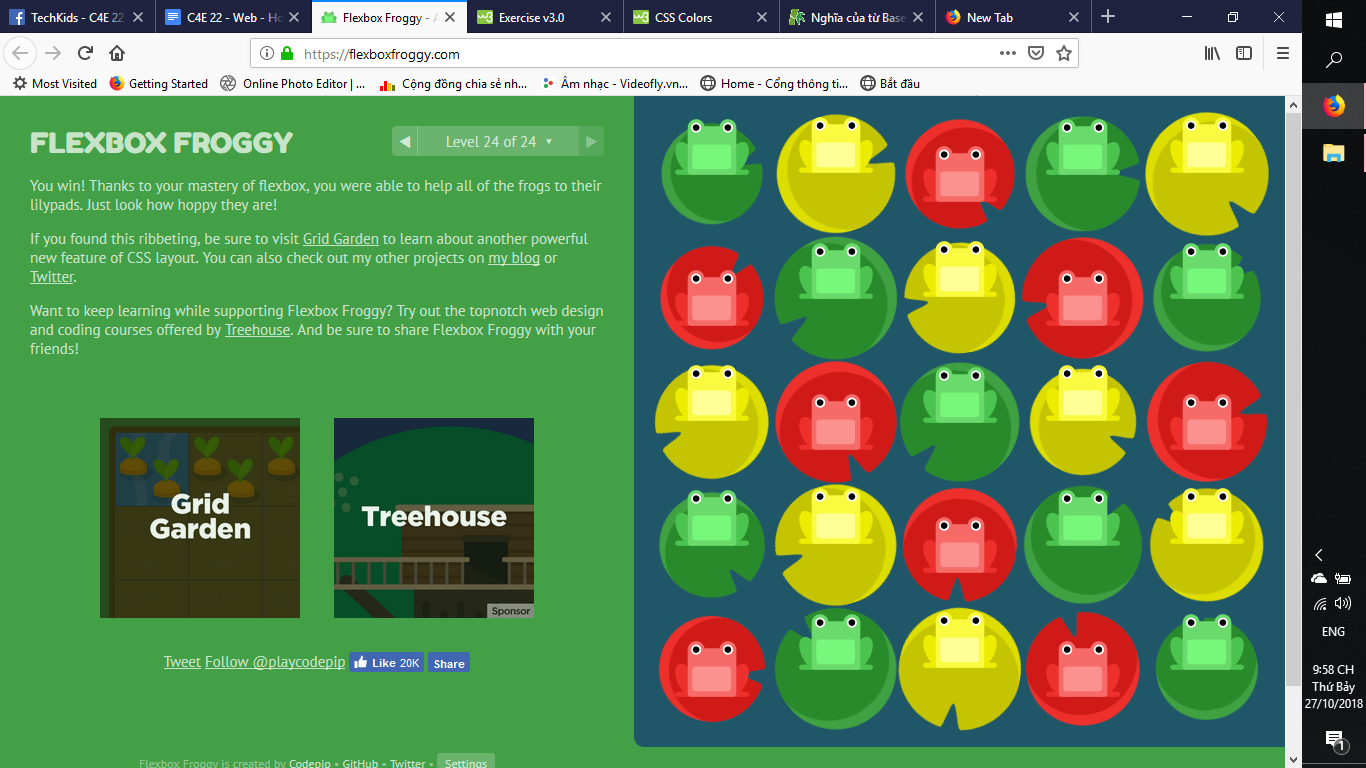 TechKids - C4E 22
C4E 22 - Web - Ho
Flexbox Froggy - A
Exercise v3.0
CSS Colors
Nghĩa của từ Base
New Tab
https://flexboxfroggy.com
Most Visited
Getting Started
Online Photo Editor | ...
Cộng đồng chia sẻ nh...
Âm nhạc - Videofly.vn...
Home - Cổng thông ti...
Bắt đầu
FLEXBOX FROGGY
Level 24 of 24
You win! Thanks to your mastery of flexbox, you were able to help all of the frogs to their
lilypads. Just look how hoppy they are!
If you found this ribbeting, be sure to visit Grid Garden to learn about another powerful
new feature of CSS layout. You can also check out my other projects on my blog or
Twitter.
Want to keep learning while supporting Flexbox Froggy? Try out the topnotch web design
and coding courses offered by Treehouse. And be sure to share Flexbox Froggy with your
friends!
Grid
Garden
Treehouse
Sponsor
Tweet Follow @playcodepip Like 20K Share
Flexbox Froggy is created by Codepip • GitHub • Twitter • Settings
ENG
9:58 CH
Thứ Bảy
27/10/2018
1